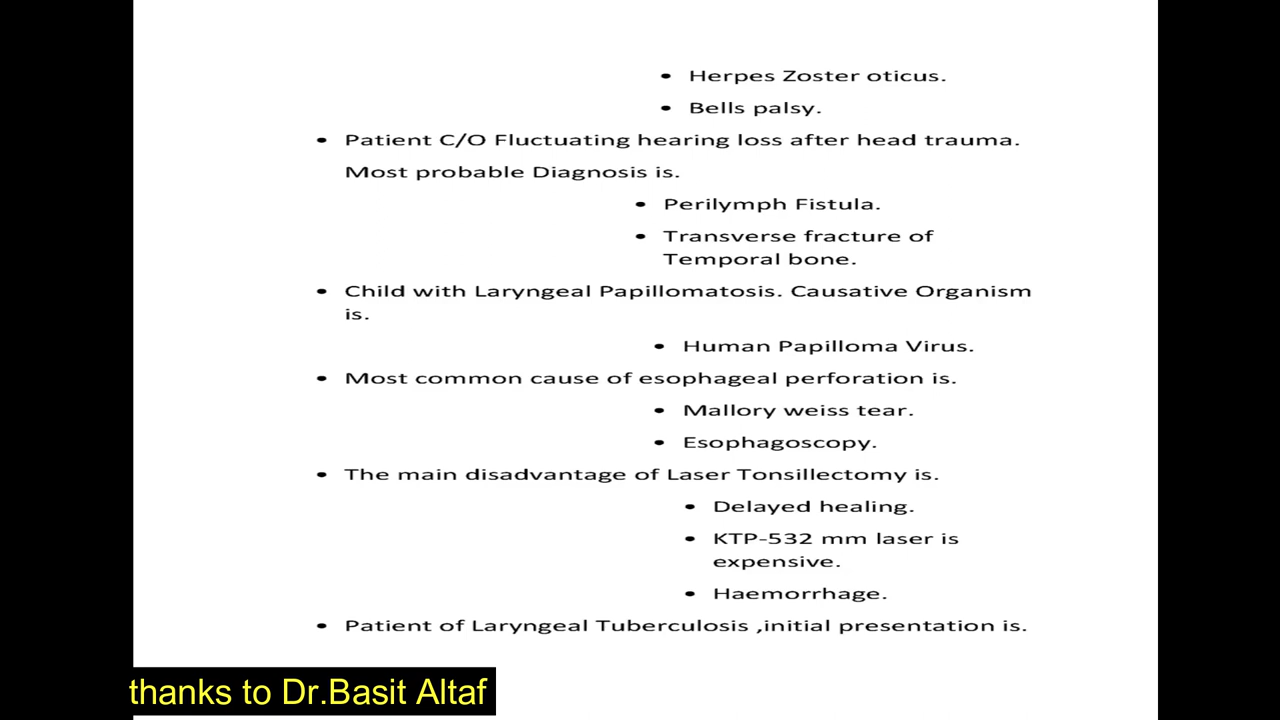 • Herpes Zoster oticus.
• Bells palsy.
• Patient C/O Fluctuating hearing loss after head trauma.
Most probable Diagnosis is.
• Perilymph Fistula.
• Transverse fracture of
Temporal bone.
• Child with Laryngeal Papillomatosis. Causative Organism
is.
• Human Papilloma Virus.
• Most common cause of esophageal perforation is.
• Mallory weiss tear.
• Esophagoscopy.
• The main disadvantage of Laser Tonsillectomy is.
• Delayed healing.
• KTP-532 mm laser is
expensive.
• Haemorrhage.
• Patient of Laryngeal Tuberculosis ,initial presentation is.
thanks to Dr.Basit Altaf